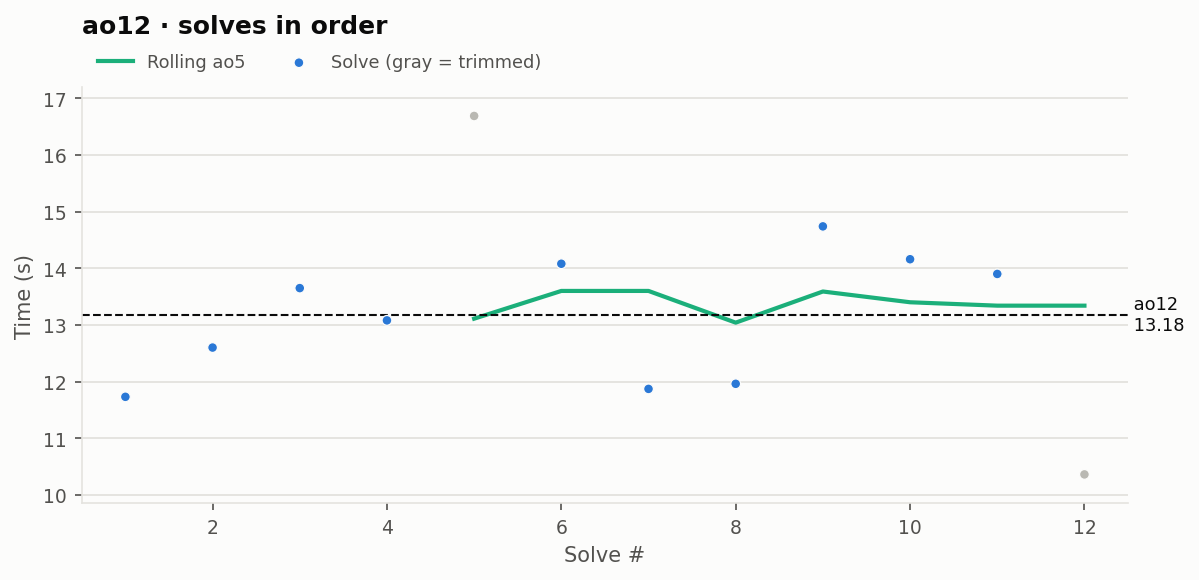 ao12 · solves in order
Rolling ao5
Solve (gray = trimmed)
Time (s)
17
16
15
14
13
12
11
10
ao12
13.18
2
4
6
8
10
12
Solve #